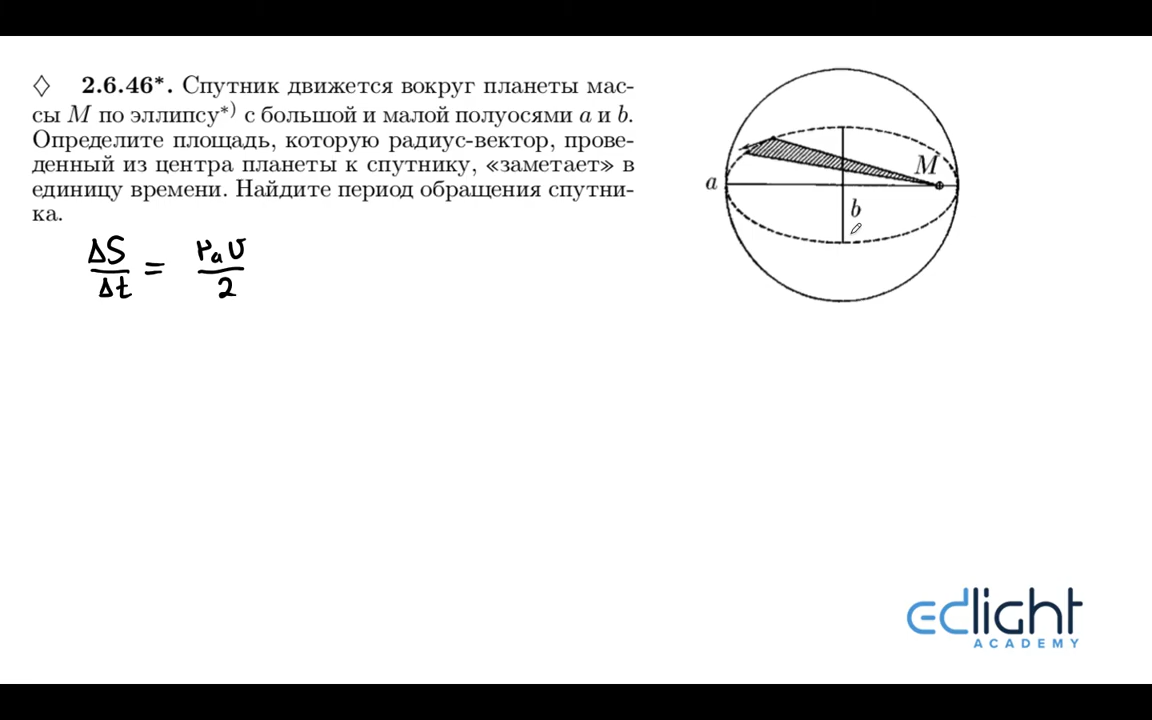 ◇ 2.6.46*. Спутник движется вокруг планеты мас-
сы M по эллипсу*) с большой и малой полуосями a и b.
Определите площадь, которую радиус-вектор, прове-
денный из центра планеты к спутнику, «заметает» в
единицу времени. Найдите период обращения спутни-
ка.
ΔS/Δt = r_a υ/2
M
a
b
edlight
ACADEMY